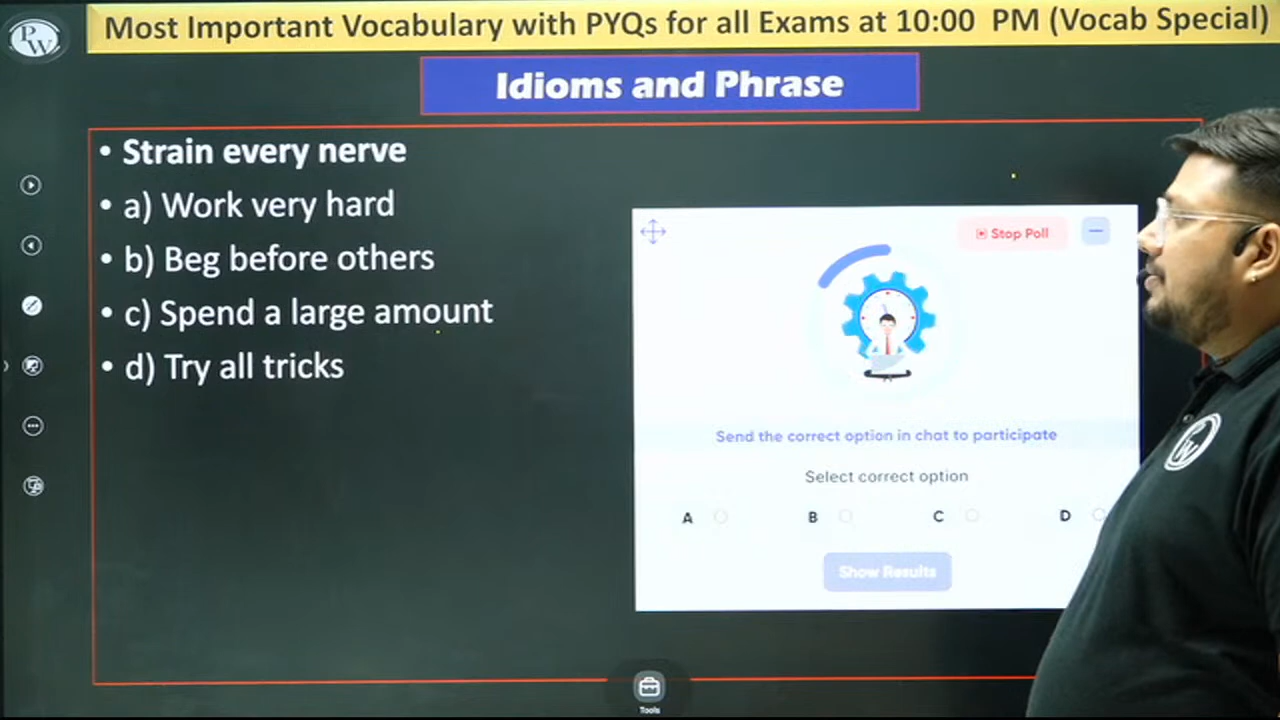 Most Important Vocabulary with PYQs for all Exams at 10:00 PM (Vocab Special)
PW
Idioms and Phrase
• Strain every nerve
• a) Work very hard
• b) Beg before others
• c) Spend a large amount
• d) Try all tricks
Stop Poll
Send the correct option in chat to participate
Select correct option
A B C D
Show Results
PW
Tools